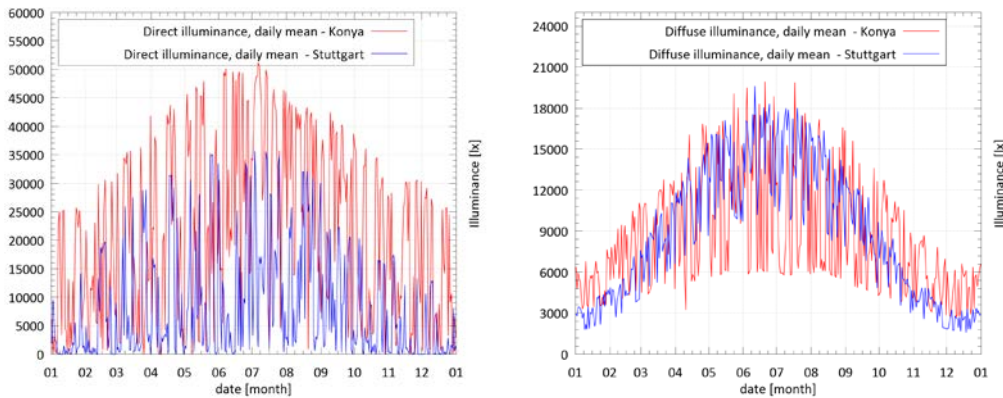 Direct illuminance, daily mean - Konya
Direct illuminance, daily mean  - Stuttgart
60000
55000
50000
45000
40000
35000
30000
25000
20000
15000
10000
5000
0
01 02 03 04 05 06 07 08 09 10 11 12 01
date [month]
Illuminance [lx]
Diffuse illuminance, daily mean - Konya
Diffuse illuminance, daily mean  - Stuttgart
24000
21000
18000
15000
12000
9000
6000
3000
0
01 02 03 04 05 06 07 08 09 10 11 12 01
date [month]
Illuminance [lx]